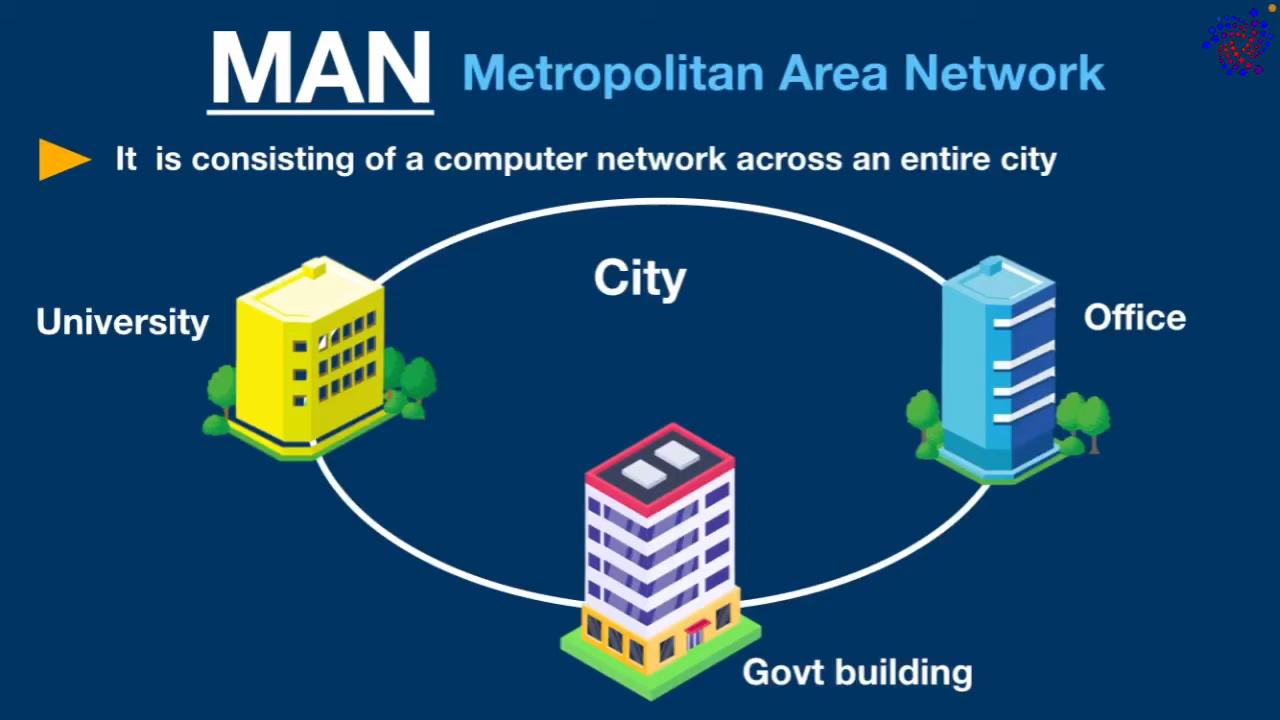 MAN Metropolitan Area Network
It is consisting of a computer network across an entire city
City
University
Office
Govt building